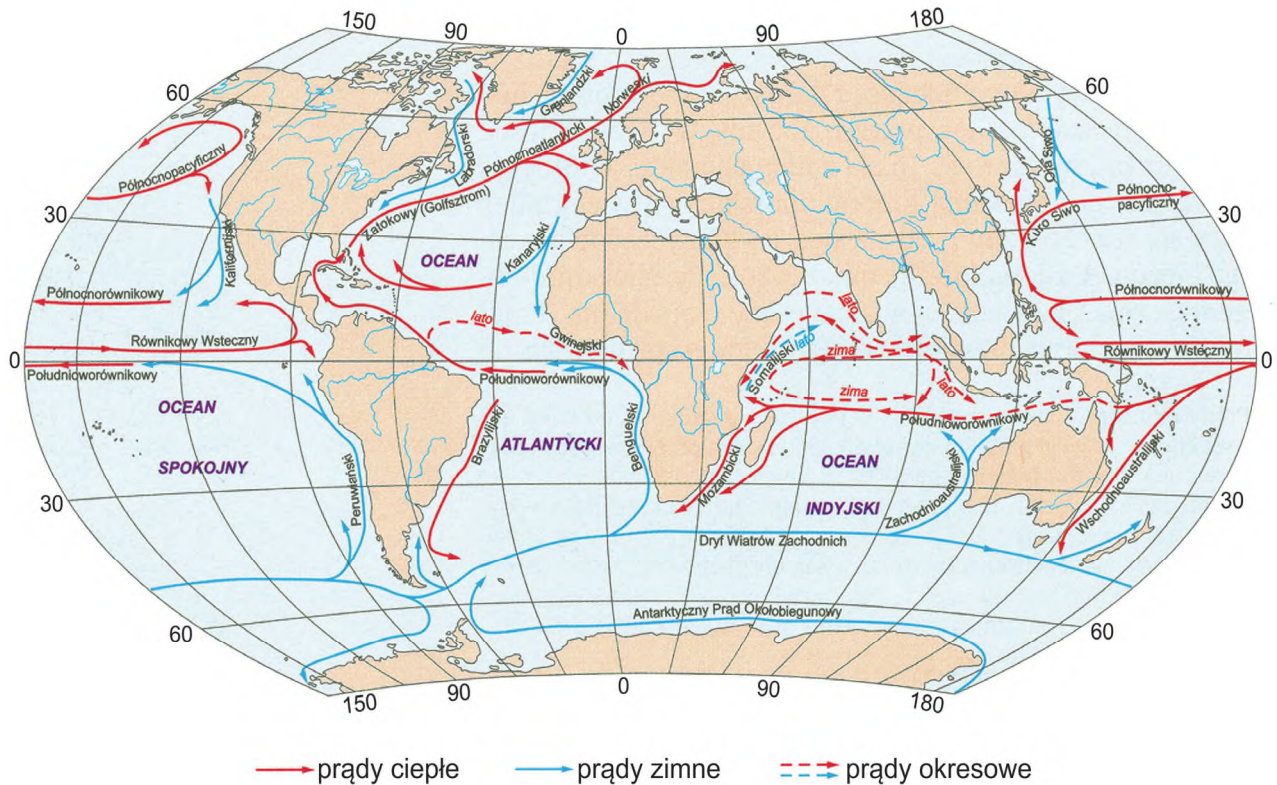 150
90
0
90
180
60
60
Grenlandzki
Norweski
Labradorski
Północnoatlantycki
Oja Siwo
Północnopacyficzny
Północno-
pacyficzny
30
Zatokowy (Golfsztrom)
Kuro Siwo
30
Kalifornijski
OCEAN
Kanaryjski
Północnorównikowy
Północnorównikowy
lato
lato
Gwinejski
Somalijski
lato
zima
Równikowy Wsteczny
Równikowy Wsteczny
0
0
Południoworównikowy
Południoworównikowy
zima
lato
OCEAN
Południoworównikowy
Brazylijski
ATLANTYCKI
Benguelski
SPOKOJNY
OCEAN
Peruwiański
Mozambicki
Zachodnioaustralijski
Wschodnioaustralijski
30
INDYJSKI
30
Dryf Wiatrów Zachodnich
Antarktyczny Prąd Okołobiegunowy
60
60
150
90
0
90
180
prądy ciepłe
prądy zimne
prądy okresowe